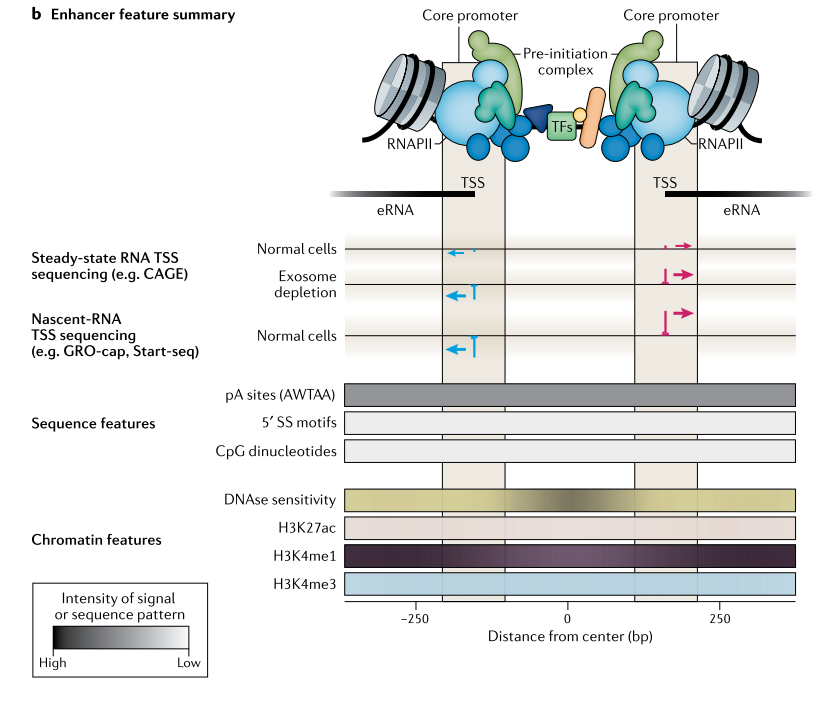 b Enhancer feature summary
Core promoter
Core promoter
Pre-initiation
complex
TFs
RNAPII
RNAPII
TSS
TSS
eRNA
eRNA
Steady-state RNA TSS
sequencing (e.g. CAGE)
Normal cells
Exosome
depletion
Nascent-RNA
TSS sequencing
(e.g. GRO-cap, Start-seq)
Normal cells
Sequence features
pA sites (AWTAA)
5′ SS motifs
CpG dinucleotides
Chromatin features
DNAse sensitivity
H3K27ac
H3K4me1
H3K4me3
–250
0
250
Distance from center (bp)
Intensity of signal
or sequence pattern
High
Low